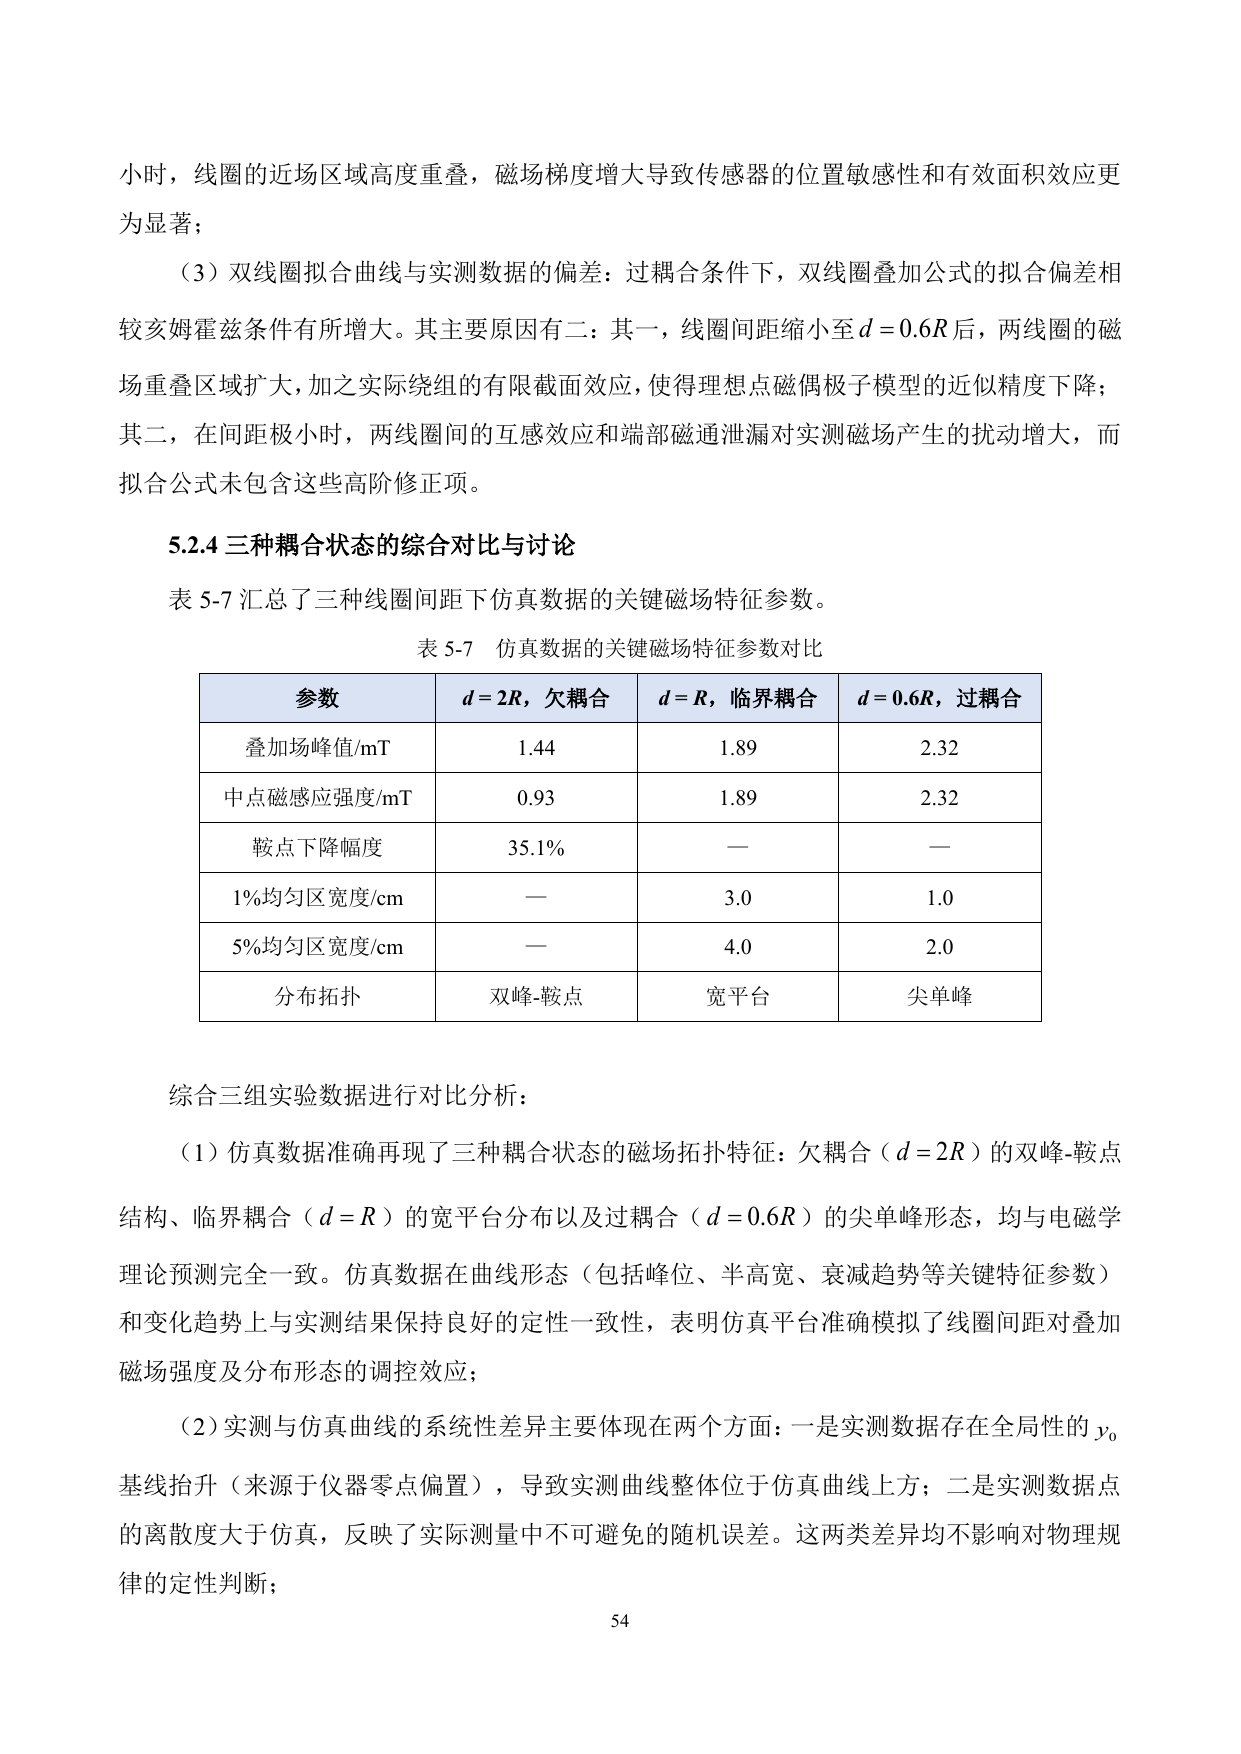 小时，线圈的近场区域高度重叠，磁场梯度增大导致传感器的位置敏感性和有效面积效应更
为显著；
（3）双线圈拟合曲线与实测数据的偏差：过耦合条件下，双线圈叠加公式的拟合偏差相
较亥姆霍兹条件有所增大。其主要原因有二：其一，线圈间距缩小至 d = 0.6R 后，两线圈的磁
场重叠区域扩大，加之实际绕组的有限截面效应，使得理想点磁偶极子模型的近似精度下降；
其二，在间距极小时，两线圈间的互感效应和端部磁通泄漏对实测磁场产生的扰动增大，而
拟合公式未包含这些高阶修正项。
5.2.4 三种耦合状态的综合对比与讨论
表 5-7 汇总了三种线圈间距下仿真数据的关键磁场特征参数。
表 5-7　仿真数据的关键磁场特征参数对比
参数 d = 2R，欠耦合 d = R，临界耦合 d = 0.6R，过耦合
叠加场峰值/mT 1.44 1.89 2.32
中点磁感应强度/mT 0.93 1.89 2.32
鞍点下降幅度 35.1% — —
1%均匀区宽度/cm — 3.0 1.0
5%均匀区宽度/cm — 4.0 2.0
分布拓扑 双峰-鞍点 宽平台 尖单峰
综合三组实验数据进行对比分析：
（1）仿真数据准确再现了三种耦合状态的磁场拓扑特征：欠耦合（ d = 2R ）的双峰-鞍点
结构、临界耦合（ d = R ）的宽平台分布以及过耦合（ d = 0.6R ）的尖单峰形态，均与电磁学
理论预测完全一致。仿真数据在曲线形态（包括峰位、半高宽、衰减趋势等关键特征参数）
和变化趋势上与实测结果保持良好的定性一致性，表明仿真平台准确模拟了线圈间距对叠加
磁场强度及分布形态的调控效应；
（2）实测与仿真曲线的系统性差异主要体现在两个方面：一是实测数据存在全局性的 y₀
基线抬升（来源于仪器零点偏置），导致实测曲线整体位于仿真曲线上方；二是实测数据点
的离散度大于仿真，反映了实际测量中不可避免的随机误差。这两类差异均不影响对物理规
律的定性判断；
54